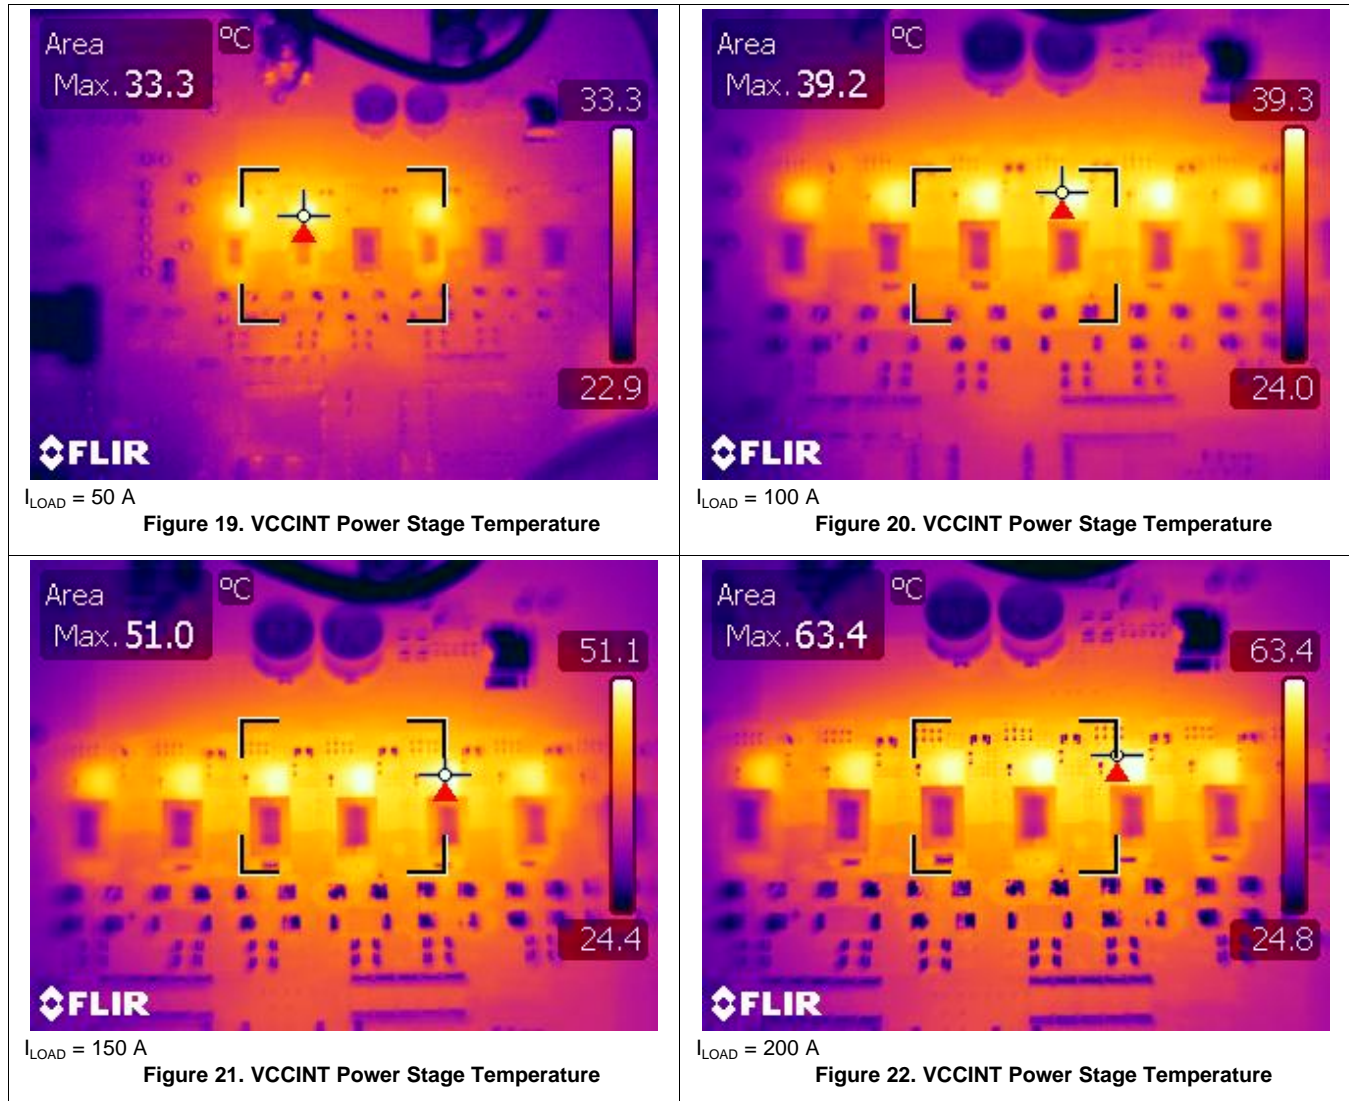 Area °C
Max. 33.3
33.3
22.9
FLIR
I_LOAD = 50 A
Figure 19. VCCINT Power Stage Temperature
Area °C
Max. 39.2
39.3
24.0
FLIR
I_LOAD = 100 A
Figure 20. VCCINT Power Stage Temperature
Area °C
Max. 51.0
51.1
24.4
FLIR
I_LOAD = 150 A
Figure 21. VCCINT Power Stage Temperature
Area °C
Max. 63.4
63.4
24.8
FLIR
I_LOAD = 200 A
Figure 22. VCCINT Power Stage Temperature